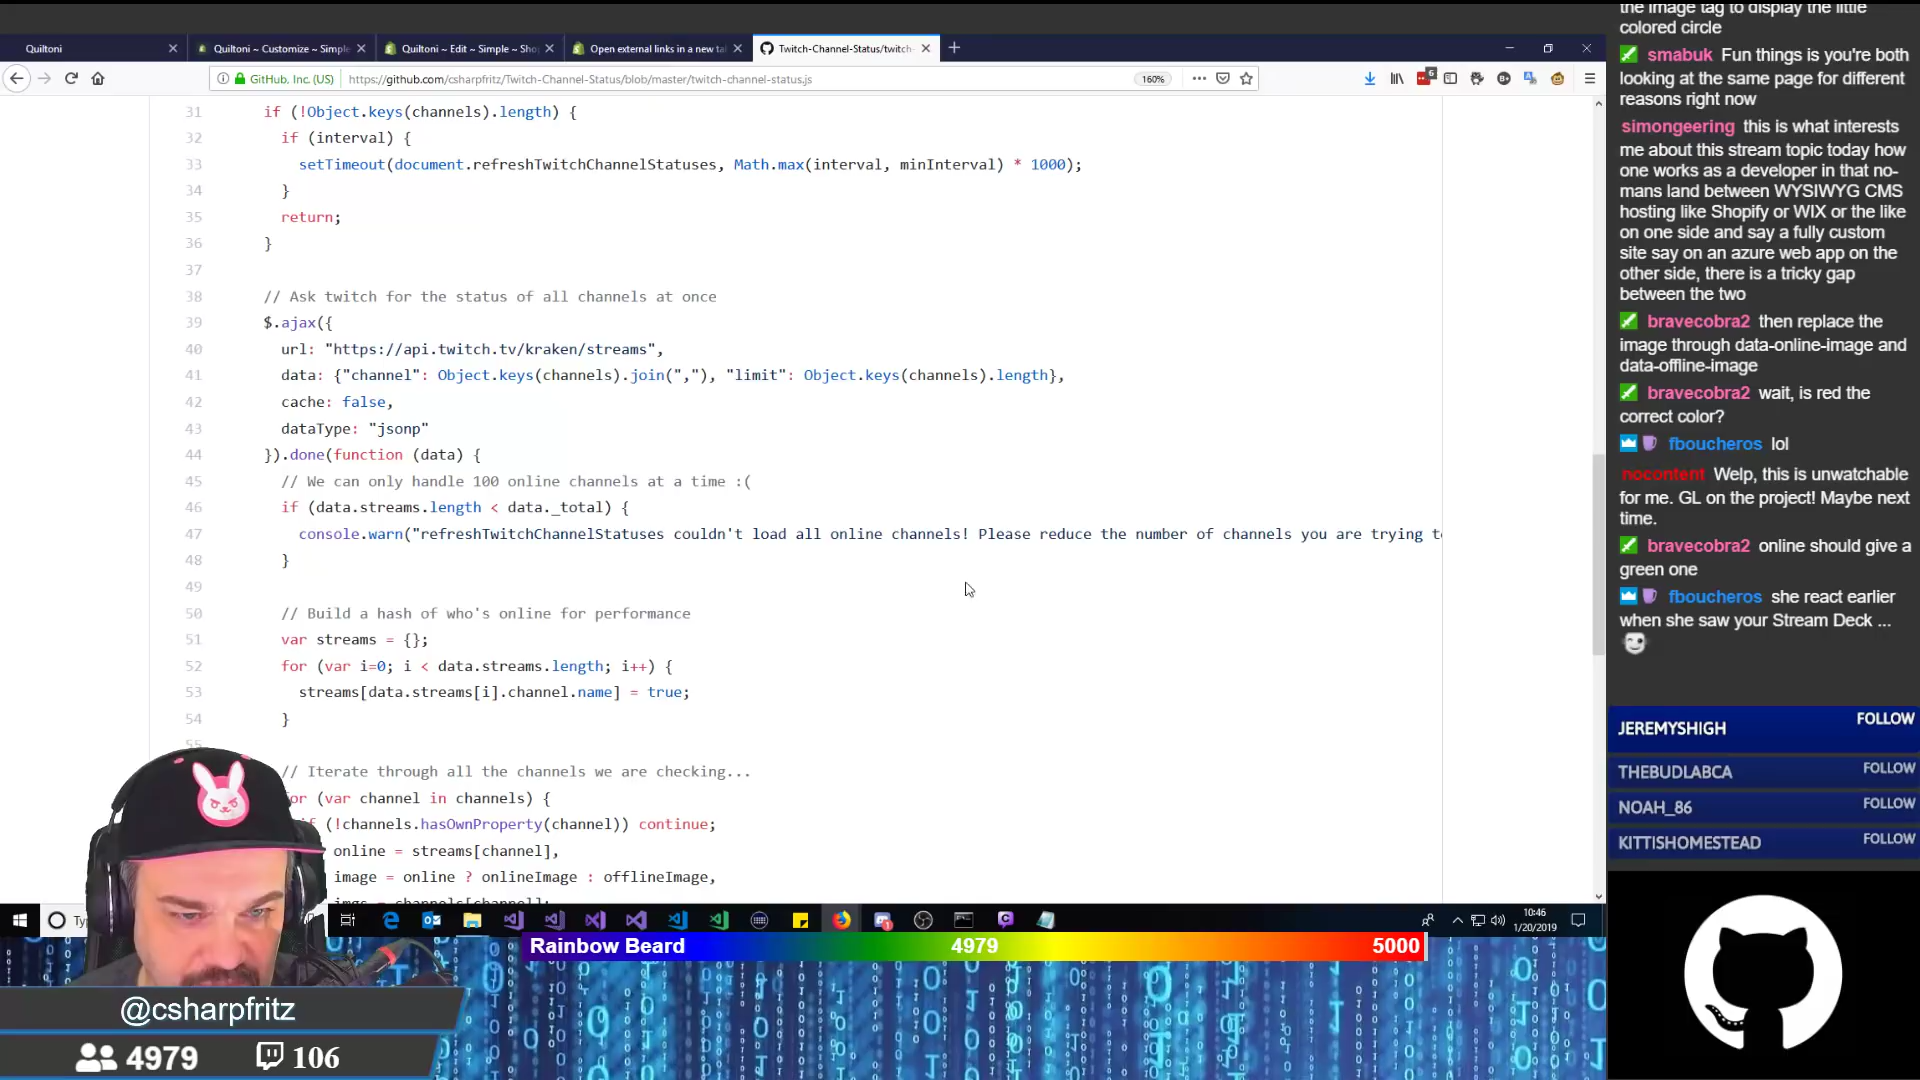 Quiltoni
Quiltoni ~ Customize ~ Simple
Quiltoni ~ Edit ~ Simple ~ Sho
Open external links in a new ta
Twitch-Channel-Status/twitch-
GitHub, Inc. (US)
https://github.com/csharpfritz/Twitch-Channel-Status/blob/master/twitch-channel-status.js
160%
6
31 if (!Object.keys(channels).length) {
32 if (interval) {
33 setTimeout(document.refreshTwitchChannelStatuses, Math.max(interval, minInterval) * 1000);
34 }
35 return;
36 }
37
38 // Ask twitch for the status of all channels at once
39 $.ajax({
40 url: "https://api.twitch.tv/kraken/streams",
41 data: {"channel": Object.keys(channels).join(","), "limit": Object.keys(channels).length},
42 cache: false,
43 dataType: "jsonp"
44 }).done(function (data) {
45 // We can only handle 100 online channels at a time :(
46 if (data.streams.length < data._total) {
47 console.warn("refreshTwitchChannelStatuses couldn't load all online channels! Please reduce the number of channels you are trying t
48 }
49
50 // Build a hash of who's online for performance
51 var streams = {};
52 for (var i=0; i < data.streams.length; i++) {
53 streams[data.streams[i].channel.name] = true;
54 }
55
// Iterate through all the channels we are checking...
or (var channel in channels) {
if (!channels.hasOwnProperty(channel)) continue;
online = streams[channel],
image = online ? onlineImage : offlineImage,
imgs = channels[channel];
10:46
1/20/2019
the image tag to display the little
colored circle
smabuk Fun things is you're both
looking at the same page for different
reasons right now
simongeering this is what interests
me about this stream topic today how
one works as a developer in that no-
mans land between WYSIWYG CMS
hosting like Shopify or WIX or the like
on one side and say a fully custom
site say on an azure web app on the
other side, there is a tricky gap
between the two
bravecobra2 then replace the
image through data-online-image and
data-offline-image
bravecobra2 wait, is red the
correct color?
fboucheros lol
nocontent Welp, this is unwatchable
for me. GL on the project! Maybe next
time.
bravecobra2 online should give a
green one
fboucheros she react earlier
when she saw your Stream Deck ...
JEREMYSHIGH FOLLOW
THEBUDLABCA FOLLOW
NOAH_86 FOLLOW
KITTISHOMESTEAD FOLLOW
Rainbow Beard 4979 5000
@csharpfritz
4979 106